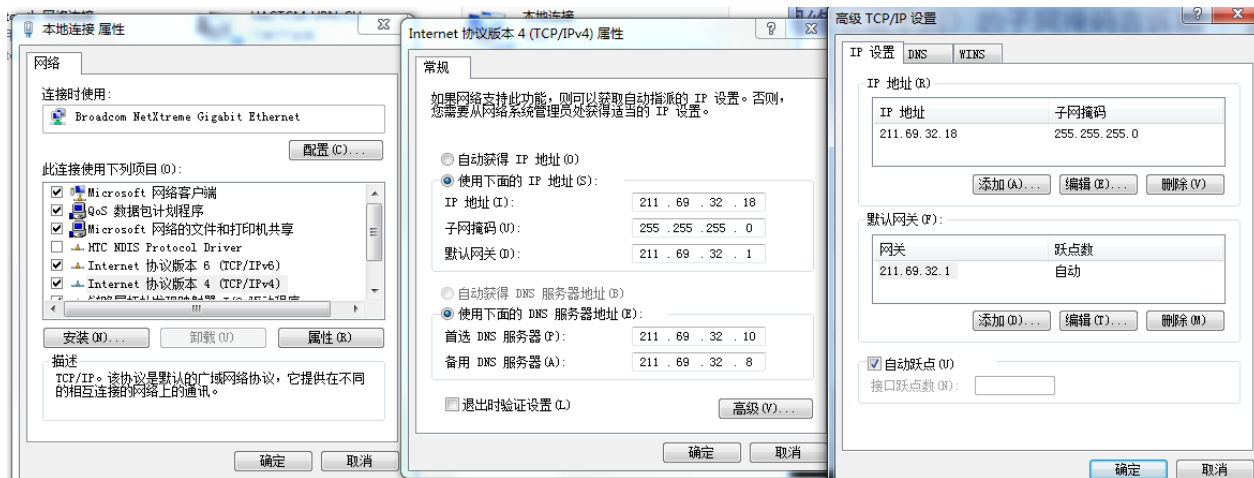 本地连接
本地连接 属性
网络
连接时使用:
Broadcom NetXtreme Gigabit Ethernet
配置(C)...
此连接使用下列项目(O):
Microsoft 网络客户端
QoS 数据包计划程序
Microsoft 网络的文件和打印机共享
HTC NDIS Protocol Driver
Internet 协议版本 6 (TCP/IPv6)
Internet 协议版本 4 (TCP/IPv4)
安装(N)...
卸载(U)
属性(R)
描述
TCP/IP。该协议是默认的广域网络协议，它提供在不同
的相互连接的网络上的通讯。
确定
取消
Internet 协议版本 4 (TCP/IPv4) 属性
常规
如果网络支持此功能，则可以获取自动指派的 IP 设置。否则，
您需要从网络系统管理员处获得适当的 IP 设置。
自动获得 IP 地址(O)
使用下面的 IP 地址(S):
IP 地址(I): 211 . 69 . 32 . 18
子网掩码(U): 255 .255 .255 . 0
默认网关(D): 211 . 69 . 32 . 1
自动获得 DNS 服务器地址(B)
使用下面的 DNS 服务器地址(E):
首选 DNS 服务器(P): 211 . 69 . 32 . 10
备用 DNS 服务器(A): 211 . 69 . 32 . 8
退出时验证设置(L)
高级(V)...
确定
取消
高级 TCP/IP 设置
的子网掩码
IP 设置 DNS WINS
IP 地址(R)
IP 地址 子网掩码
211.69.32.18 255.255.255.0
添加(A)... 编辑(E)... 删除(V)
默认网关(F):
网关 跃点数
211.69.32.1 自动
添加(D)... 编辑(T)... 删除(M)
自动跃点(U)
接口跃点数(N):
确定
取消